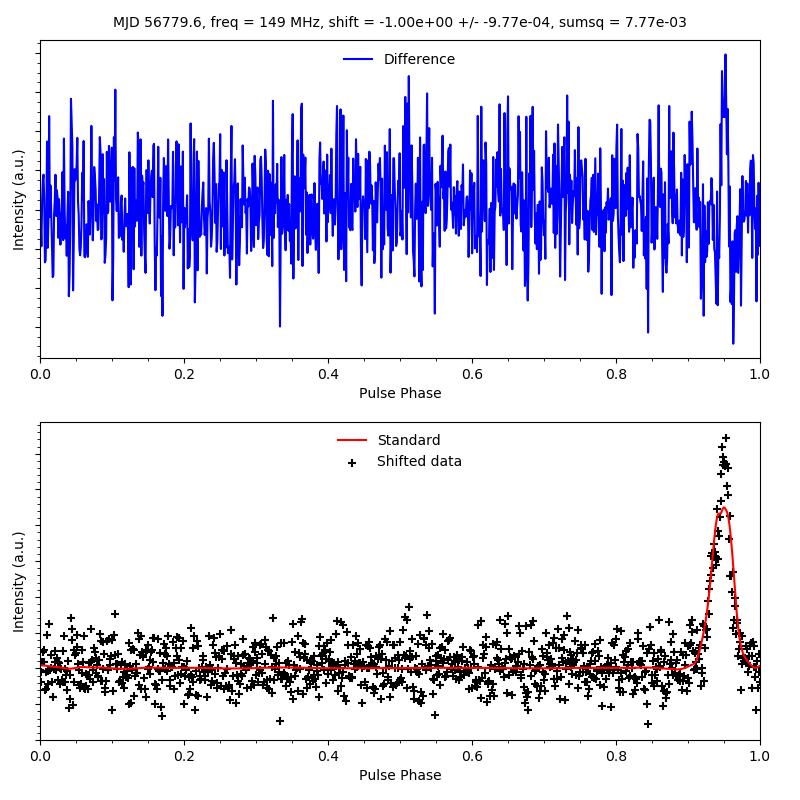 MJD 56779.6, freq = 149 MHz, shift = -1.00e+00 +/- -9.77e-04, sumsq = 7.77e-03
Difference
Intensity (a.u.)
0.0 0.2 0.4 0.6 0.8 1.0
Pulse Phase
Standard
Shifted data
Intensity (a.u.)
0.0 0.2 0.4 0.6 0.8 1.0
Pulse Phase